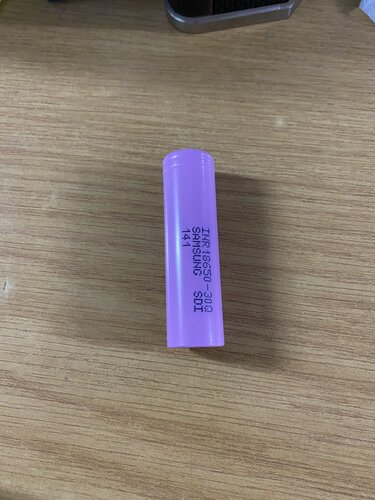 INR18650-30Q
SAMSUNG SDI
141